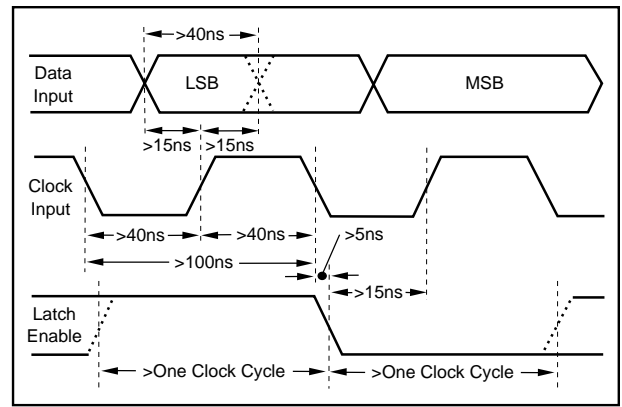 >40ns
Data
Input
LSB
MSB
>15ns >15ns
Clock
Input
>40ns >40ns
>5ns
>100ns
>15ns
Latch
Enable
>One Clock Cycle >One Clock Cycle